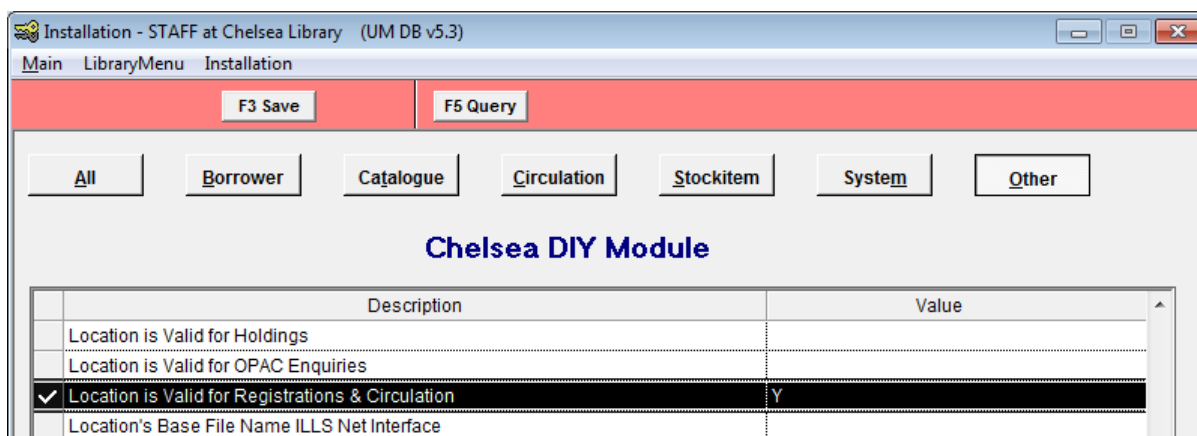 Installation - STAFF at Chelsea Library (UM DB v5.3)
Main LibraryMenu Installation
F3 Save F5 Query
All Borrower Catalogue Circulation Stockitem System Other
Chelsea DIY Module
Description Value
Location is Valid for Holdings
Location is Valid for OPAC Enquiries
Location is Valid for Registrations & Circulation Y
Location's Base File Name ILLS Net Interface